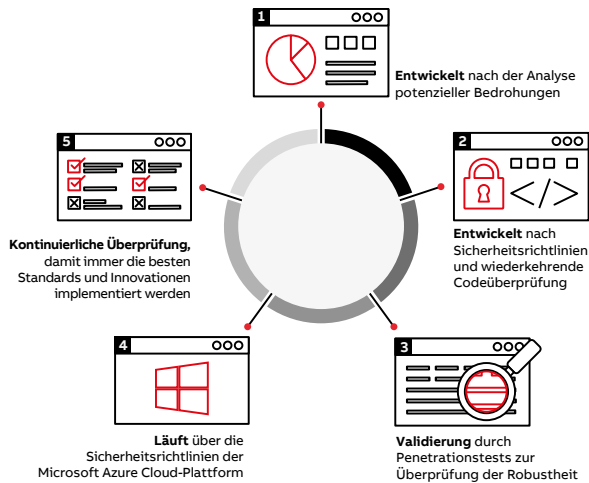 1
Entwickelt nach der Analyse
potenzieller Bedrohungen
2
Entwickelt nach
Sicherheitsrichtlinien
und wiederkehrende
Codeüberprüfung
3
Validierung durch
Penetrationstests zur
Überprüfung der Robustheit
4
Läuft über die
Sicherheitsrichtlinien der
Microsoft Azure Cloud-Plattform
5
Kontinuierliche Überprüfung,
damit immer die besten
Standards und Innovationen
implementiert werden